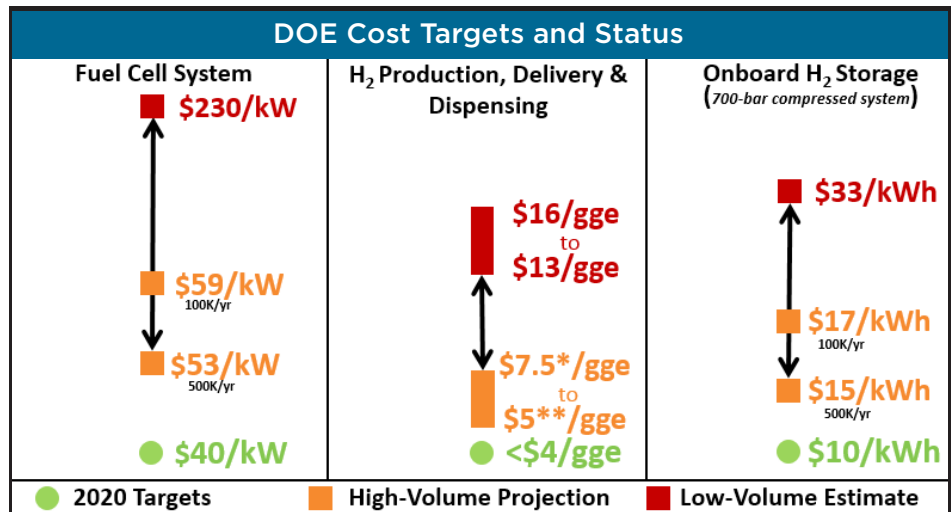 DOE Cost Targets and Status
Fuel Cell System
$230/kW
$59/kW
100K/yr
$53/kW
500K/yr
$40/kW
H2 Production, Delivery &
Dispensing
$16/gge
to
$13/gge
$7.5*/gge
to
$5**/gge
<$4/gge
Onboard H2 Storage
(700-bar compressed system)
$33/kWh
$17/kWh
100K/yr
$15/kWh
500K/yr
$10/kWh
2020 Targets
High-Volume Projection
Low-Volume Estimate